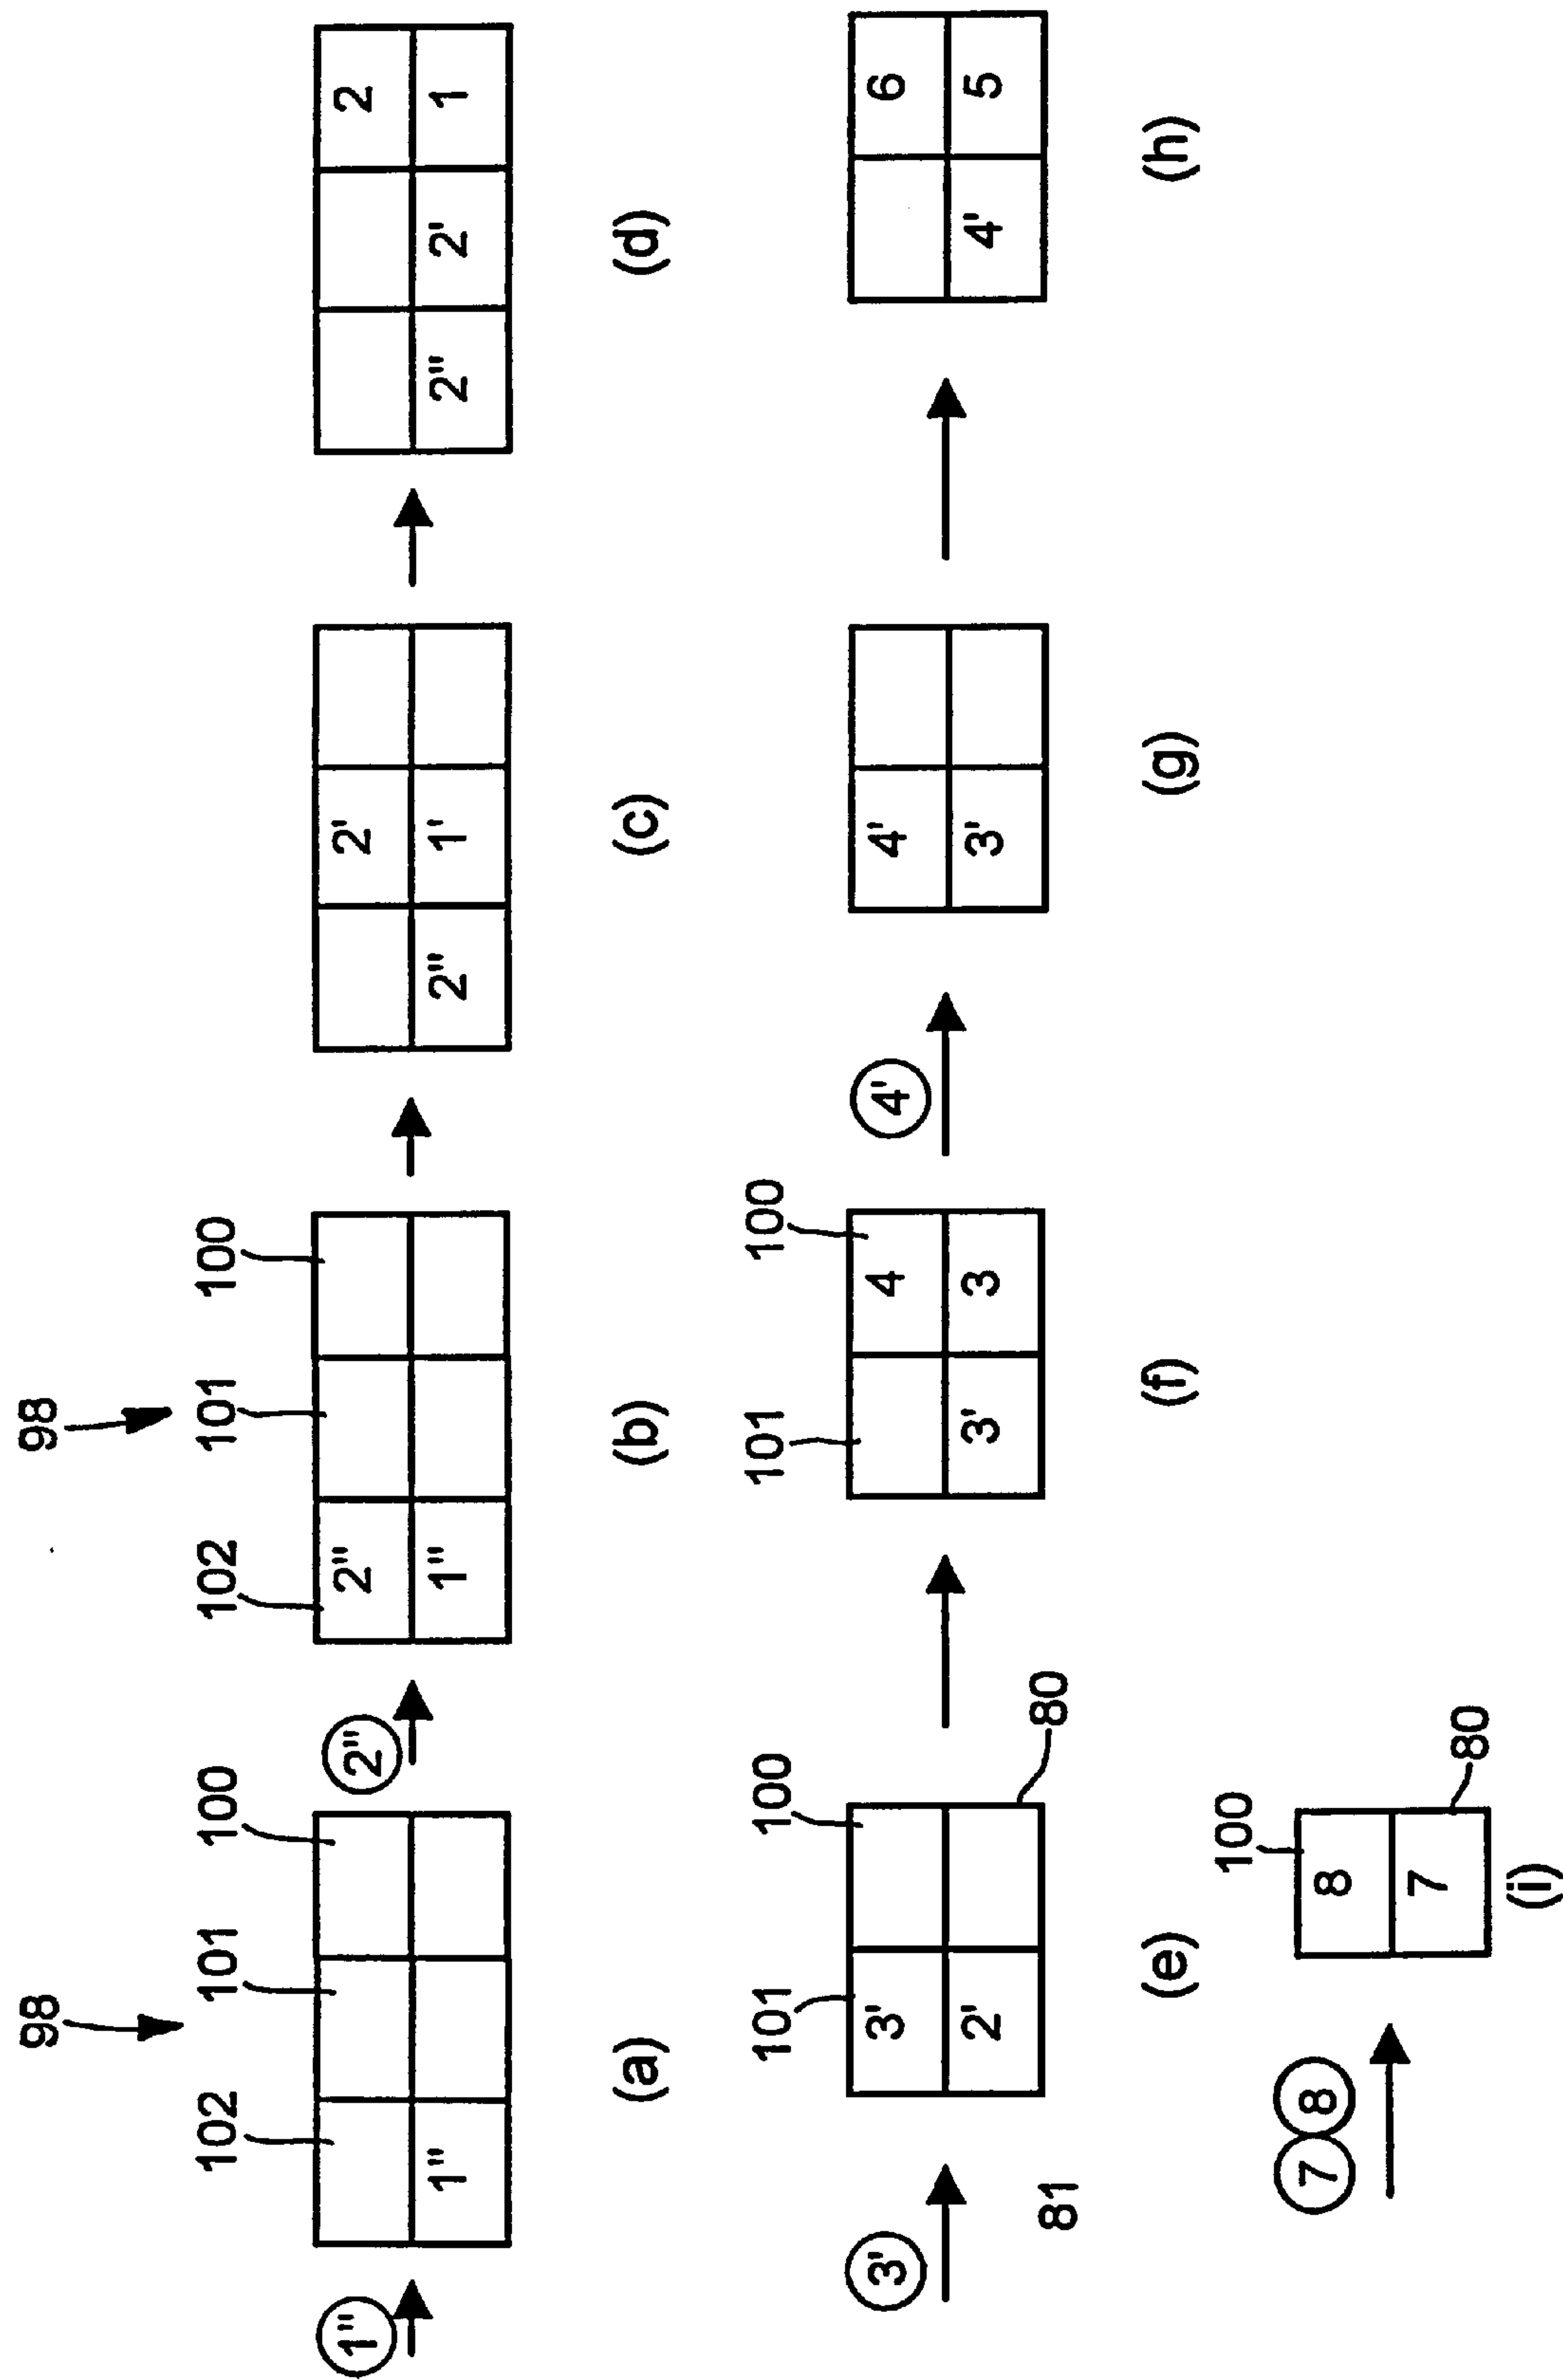 98 98
102 101 100 102 101 100
1" 2" 2" 2' 2
1" 1" 2" 1' 2" 2' 1
(a) (b) (c) (d)
101 100 101 100
3' 3' 4 4' 4' 6
2' 3' 3 3' 4' 5
81 80
(e) (f) (g) (h)
100
7 8 8
7 80
(i)